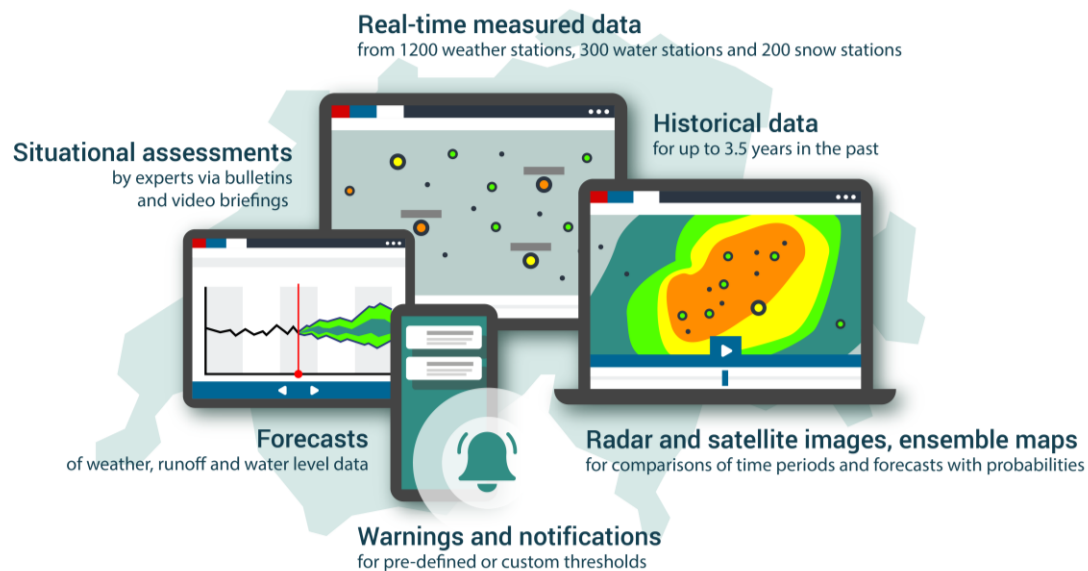 Real-time measured data
from 1200 weather stations, 300 water stations and 200 snow stations
Historical data
for up to 3.5 years in the past
Situational assessments
by experts via bulletins
and video briefings
Forecasts
of weather, runoff and water level data
Radar and satellite images, ensemble maps
for comparisons of time periods and forecasts with probabilities
Warnings and notifications
for pre-defined or custom thresholds